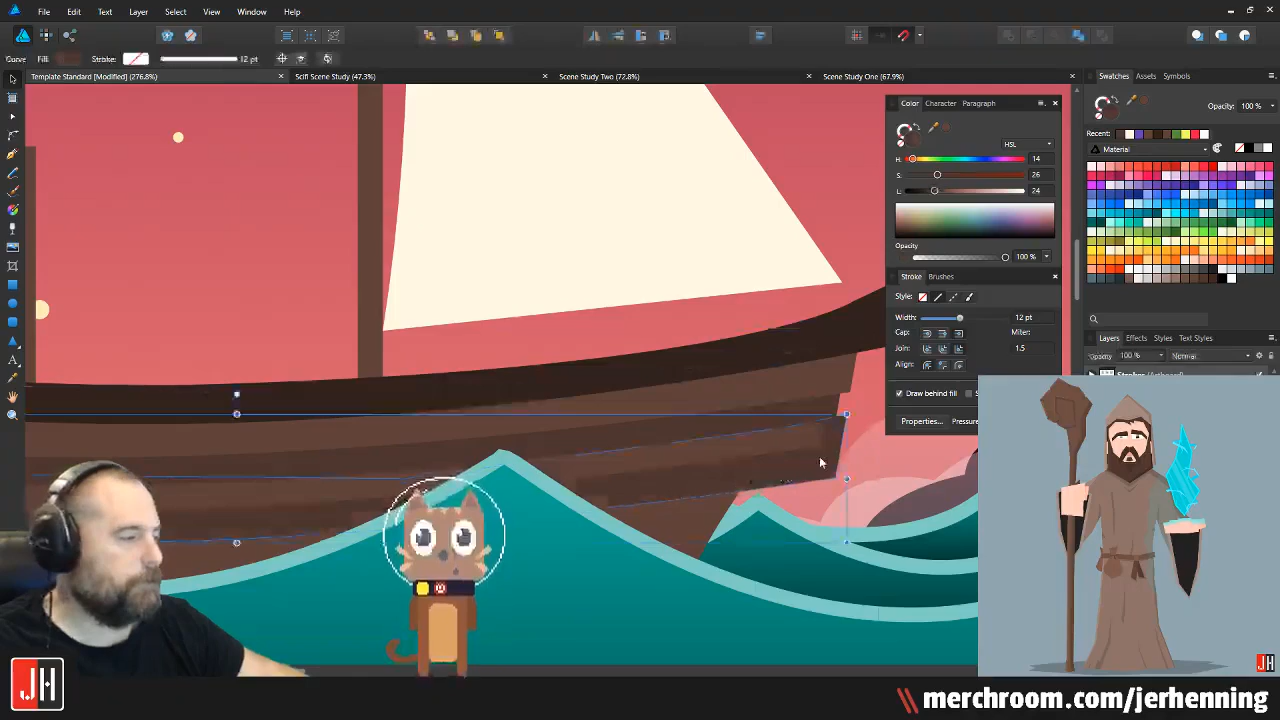 File Edit Text Layer Select View Window Help
Curve Fill: Stroke: 12 pt
Template Standard [Modified] (276.8%) Scifi Scene Study (47.3%) Scene Study Two (72.8%) Scene Study One (67.9%)
Color Character Paragraph
HSL
H: 14
S: 26
L: 24
Opacity
100 %
Stroke Brushes
Style:
Width: 12 pt
Cap: Miter:
Join: 1.5
Align:
Draw behind fill
Properties... Pressure
Swatches Assets Symbols
Opacity: 100 %
Recent:
Material
Layers Effects Styles Text Styles
Opacity 100 % Normal
JH
JH
\\ merchroom.com/jerhenning